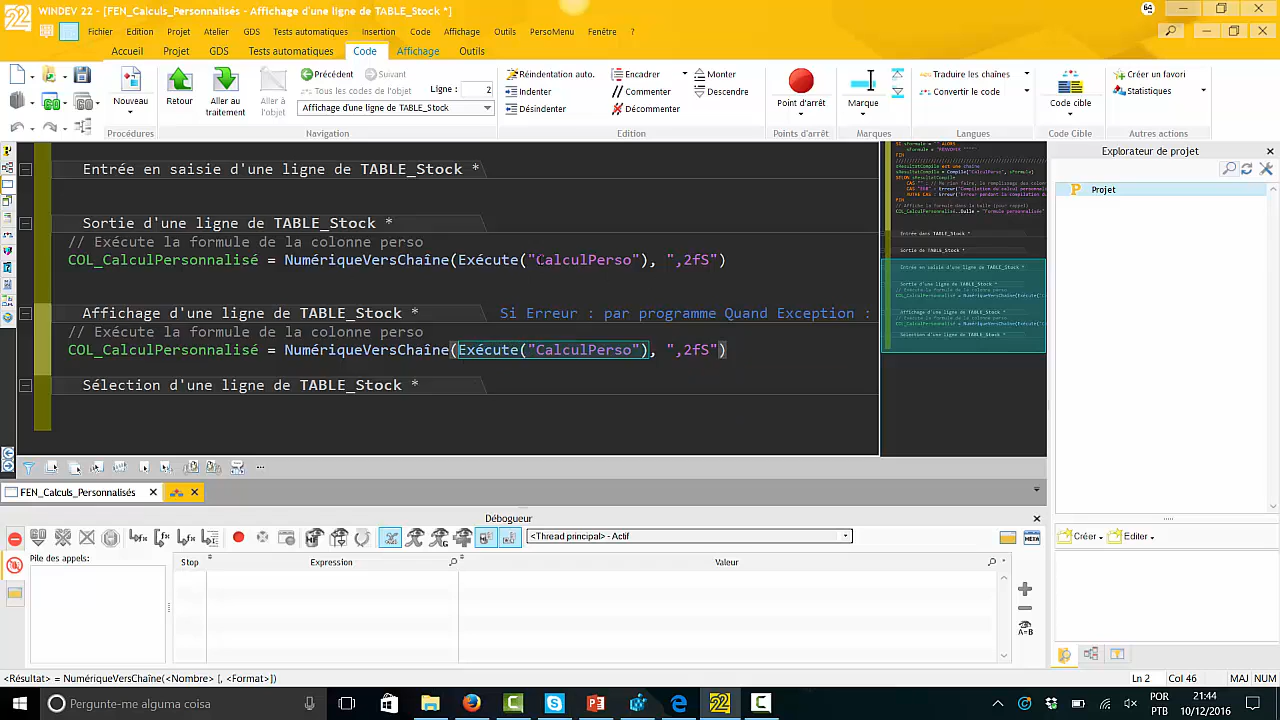 WINDEV 22 - [FEN_Calculs_Personnalisés - Affichage d'une ligne de TABLE_Stock *]
64
Fichier Edition Projet Atelier GDS Tests automatiques Insertion Code Affichage Outils PersoMenu Fenêtre ?
Accueil Projet GDS Tests automatiques Code Affichage Outils
Précédent Suivant Ligne : 2 Réindentation auto. Encadrer Monter Traduire les chaînes Créer un favori
Tous les codes de l'objet Indenter Commenter Descendre Convertir le code Statistiques
Nouveau Retour Aller au traitement Aller à l'objet Affichage d'une ligne de TABLE_Stock Désindenter Décommenter Point d'arrêt Marque Code cible
Procédures Navigation Edition Points d'arrêt Marques Langues Code Cible Autres actions
Entrée en saisie d'une ligne de TABLE_Stock *
Sortie d'une ligne de TABLE_Stock *
// Exécute la formule de la colonne perso
COL_CalculPersonnalisé = NumériqueVersChaîne(Exécute("CalculPerso"), ",2fS")
Affichage d'une ligne de TABLE_Stock * Si Erreur : par programme Quand Exception :
// Exécute la formule de la colonne perso
COL_CalculPersonnalisé = NumériqueVersChaîne(Exécute("CalculPerso"), ",2fS")
Sélection d'une ligne de TABLE_Stock *
Explorateur de projet
Projet
FEN_Calculs_Personnalisés
Débogueur
<Thread principal> - Actif
Créer Editer
Pile des appels: Stop Expression Valeur
A=B
META
<Résultat> = NumériqueVersChaîne(<Nombre> [, <Format>]) Ln 2 Col 46 MAJ NUM
Pergunte-me alguma coisa
22
POR
PTB
21:44
10/12/2016